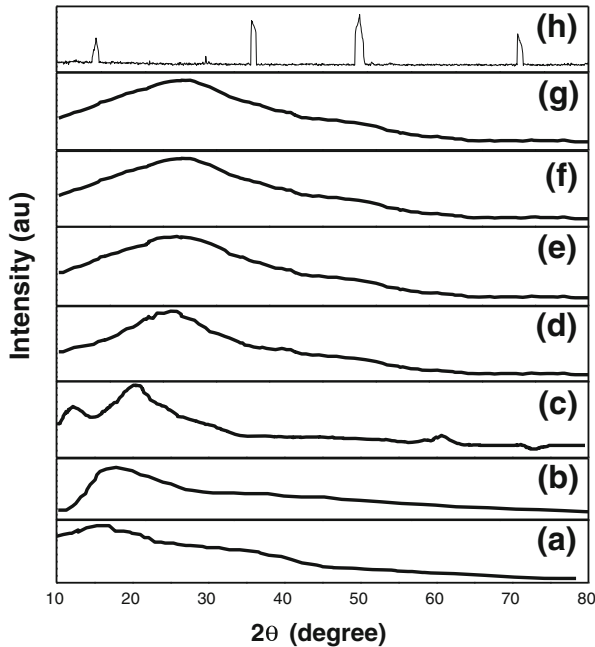 (h)
(g)
(f)
(e)
(d)
(c)
(b)
(a)
Intensity (au)
10 20 30 40 50 60 70 80
2θ (degree)